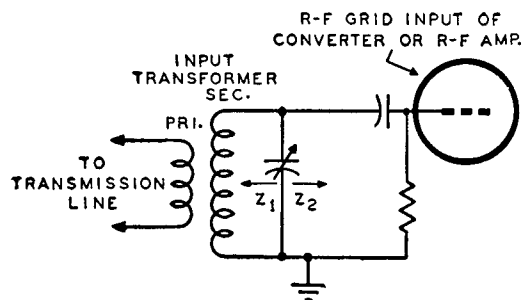 R-F GRID INPUT OF
CONVERTER OR R-F AMP.
INPUT
TRANSFORMER
SEC.
PRI.
TO
TRANSMISSION
LINE
Z1 Z2